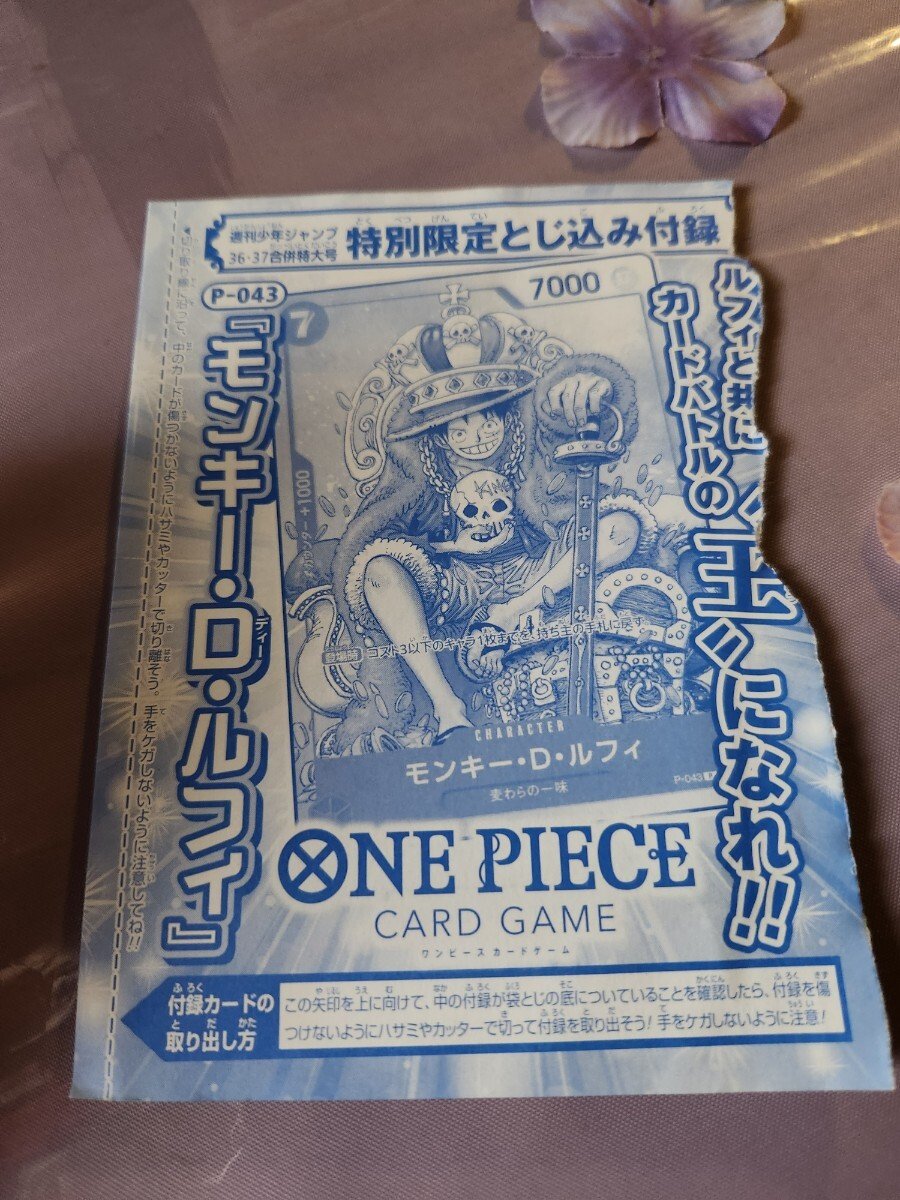 週刊少年ジャンプ
36・37合併特大号
特別限定とじ込み付録
P-043
『モンキー・D・ルフィ』
ディー
7
7000
+1000
ルフィと共に
カードバトルの
〝王〟になれ!!
コスト3以下のキャラ1枚までを、持ち主の手札に戻す。
CHARACTER
モンキー・D・ルフィ
麦わらの一味
P-043
ONE PIECE
CARD GAME
ワンピースカードゲーム
中のカードが傷つかないようにハサミやカッターで切り離そう。手をケガしないように注意してね!!
付録カードの
取り出し方
この矢印を上に向けて、中の付録が袋とじの底についていることを確認したら、付録を傷
つけないようにハサミやカッターで切って付録を取り出そう!手をケガしないように注意!